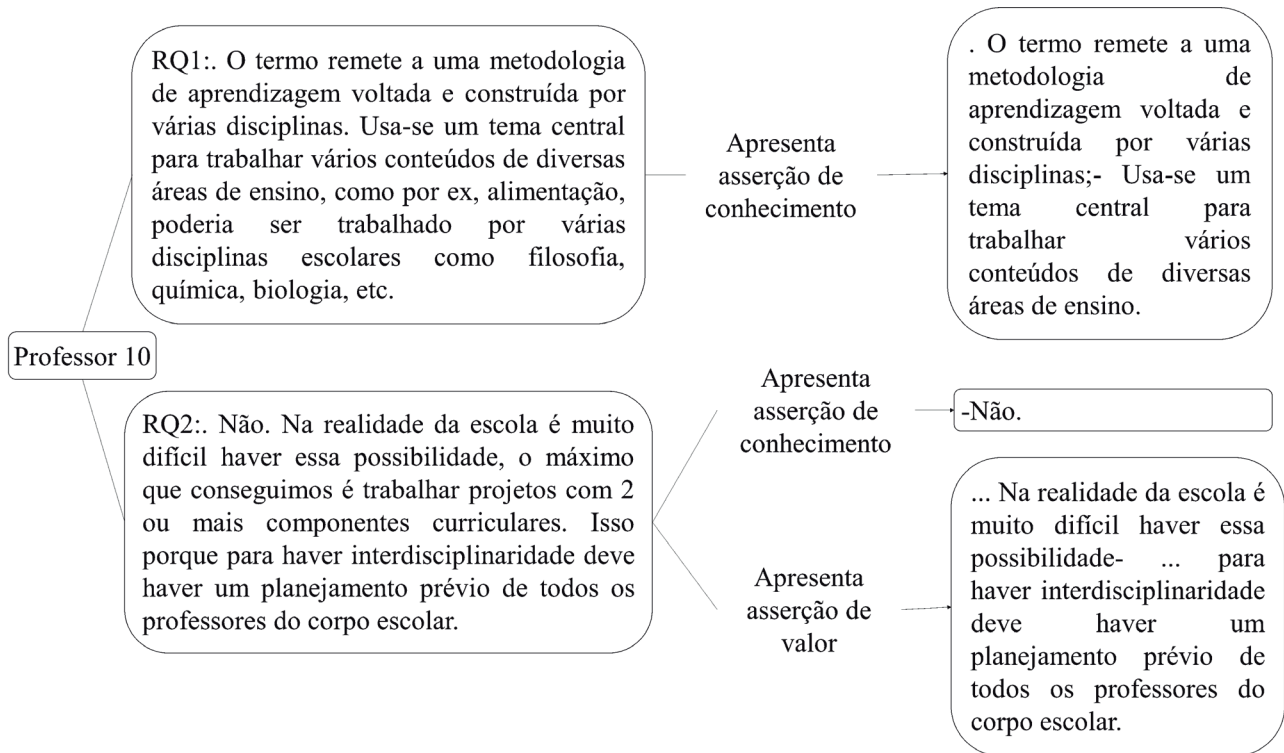 Professor 10
RQ1:. O termo remete a uma metodologia
de aprendizagem voltada e construída por
várias disciplinas. Usa-se um tema central
para trabalhar vários conteúdos de diversas
áreas de ensino, como por ex, alimentação,
poderia ser trabalhado por várias
disciplinas escolares como filosofia,
química, biologia, etc.
Apresenta
asserção de
conhecimento
. O termo remete a uma
metodologia de
aprendizagem voltada e
construída por várias
disciplinas;- Usa-se um
tema central para
trabalhar vários
conteúdos de diversas
áreas de ensino.
RQ2:. Não. Na realidade da escola é muito
difícil haver essa possibilidade, o máximo
que conseguimos é trabalhar projetos com 2
ou mais componentes curriculares. Isso
porque para haver interdisciplinaridade deve
haver um planejamento prévio de todos os
professores do corpo escolar.
Apresenta
asserção de
conhecimento
-Não.
Apresenta
asserção de
valor
... Na realidade da escola é
muito difícil haver essa
possibilidade- ... para
haver interdisciplinaridade
deve haver um
planejamento prévio de
todos os professores do
corpo escolar.